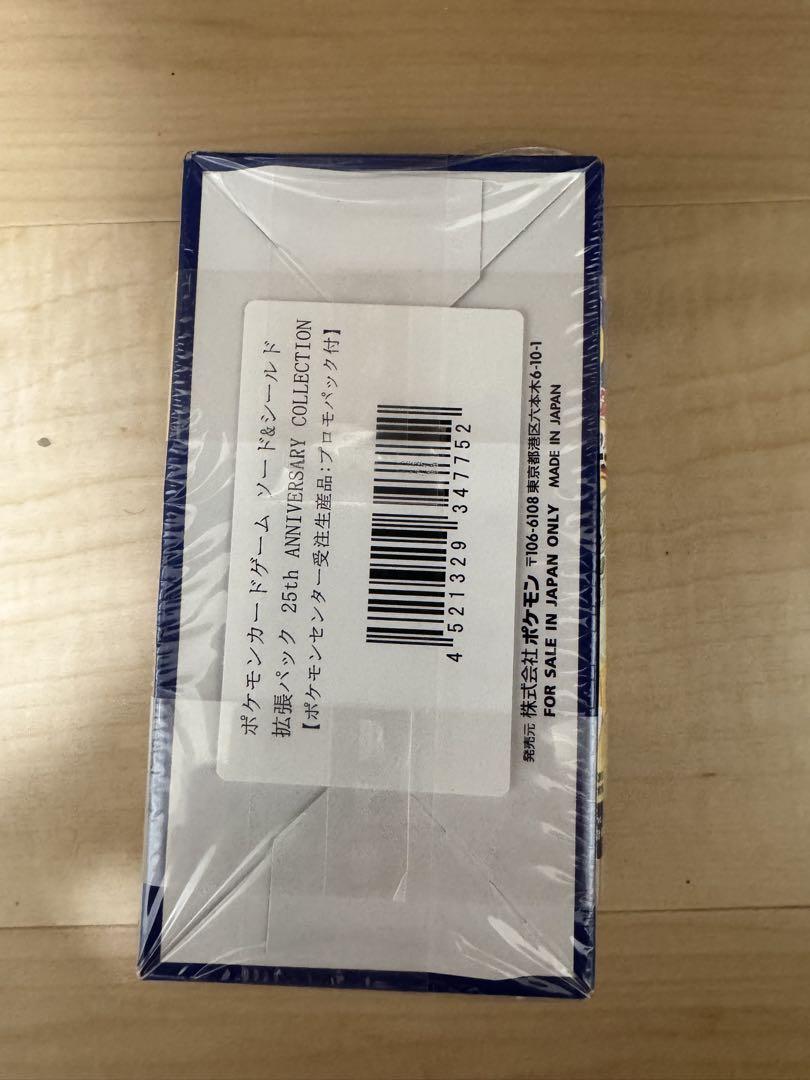 ポケモンカードゲーム ソード&シールド
拡張パック 25th ANNIVERSARY COLLECTION
【ポケモンセンター受注生産品:プロモパック付】
4 521329 347752
発売元 株式会社ポケモン 〒106-6108 東京都港区六本木6-10-1
FOR SALE IN JAPAN ONLY MADE IN JAPAN